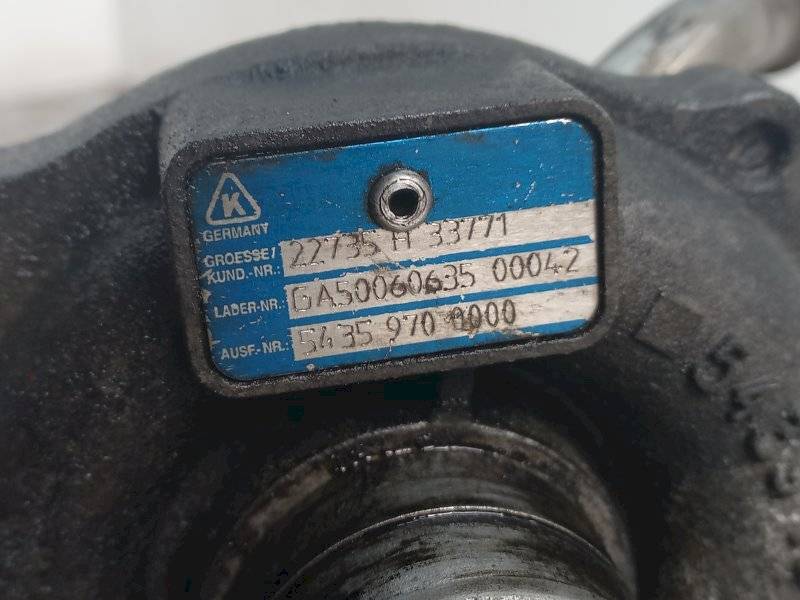 K
GERMANY
GROESSE/
KUND.-NR.: 22735 H 33771
LADER-NR.: GA50060635 00042
AUSF.-NR.: 5435 970 0000